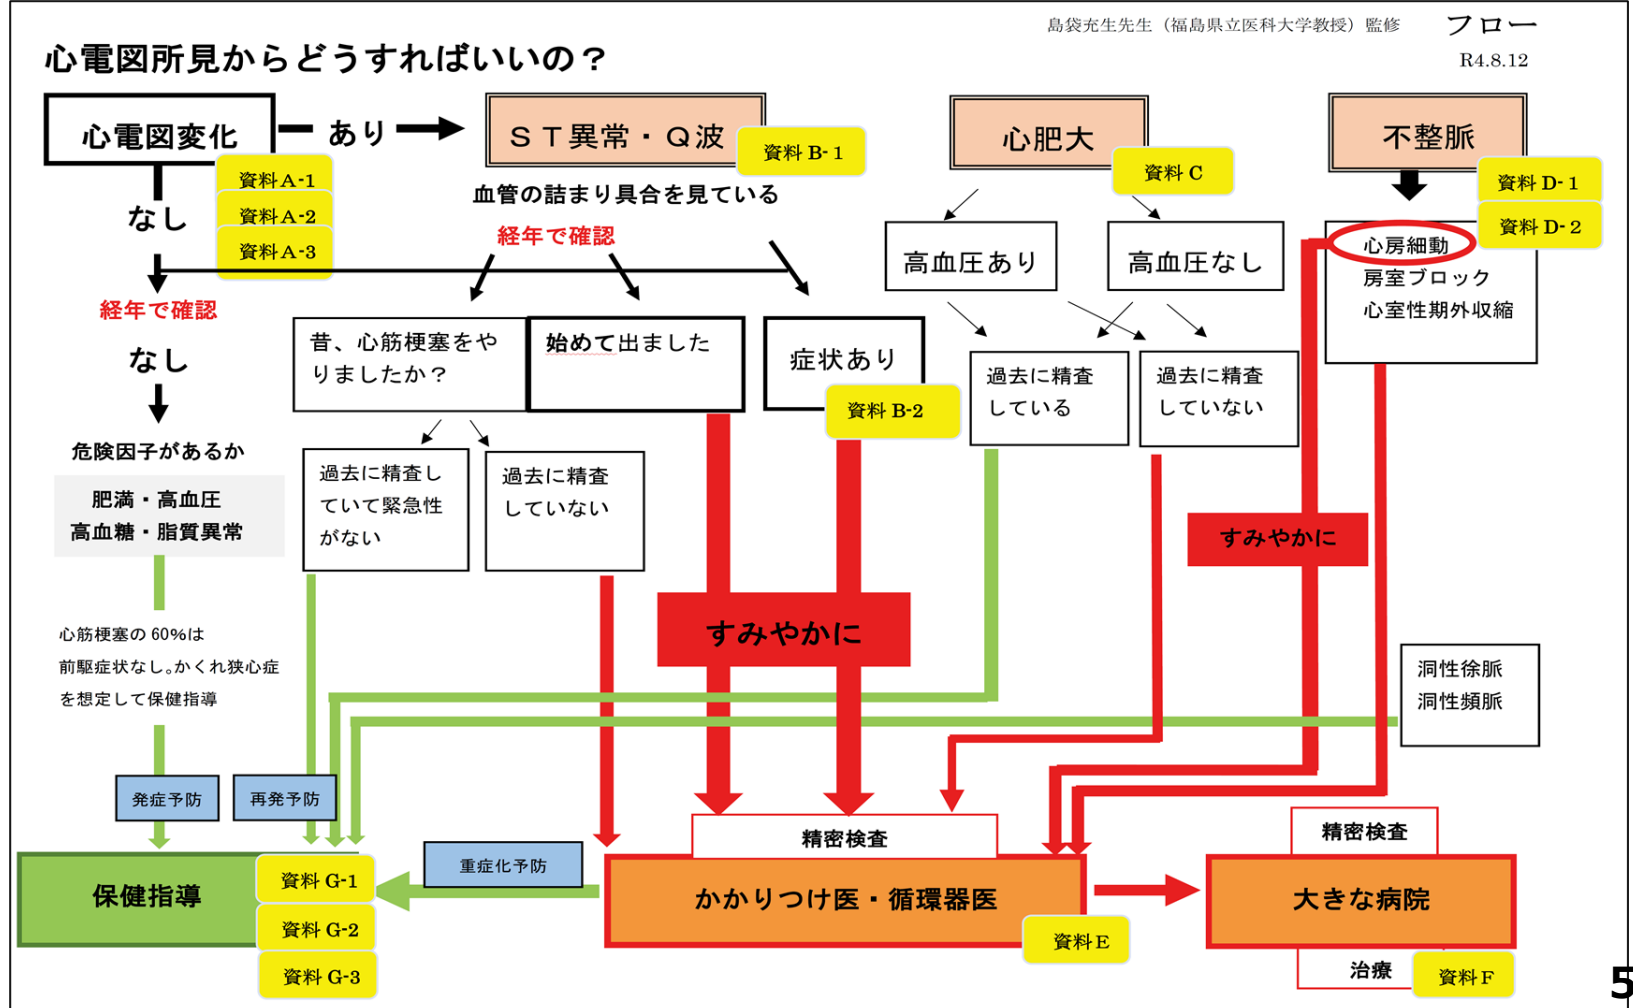 島袋充生先生（福島県立医科大学教授）監修
フロー
R4.8.12
心電図所見からどうすればいいの？
心電図変化
あり
ＳＴ異常・Ｑ波
資料 B-1
心肥大
資料 C
不整脈
資料 D-1
資料 D-2
資料 A-1
資料 A-2
資料 A-3
なし
血管の詰まり具合を見ている
経年で確認
高血圧あり
高血圧なし
心房細動
房室ブロック
心室性期外収縮
経年で確認
なし
昔、心筋梗塞をや
りましたか？
始めて出ました
症状あり
資料 B-2
過去に精査
している
過去に精査
していない
危険因子があるか
肥満・高血圧
高血糖・脂質異常
過去に精査し
ていて緊急性
がない
過去に精査
していない
すみやかに
すみやかに
心筋梗塞の 60%は
前駆症状なし。かくれ狭心症
を想定して保健指導
洞性徐脈
洞性頻脈
発症予防
再発予防
精密検査
精密検査
重症化予防
保健指導
資料 G-1
資料 G-2
資料 G-3
かかりつけ医・循環器医
資料 E
大きな病院
治療
資料 F
5